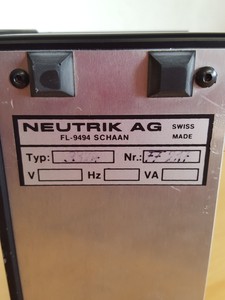 NEUTRIK AG SWISS
FL-9494 SCHAAN MADE
Typ: Nr.:
V Hz VA